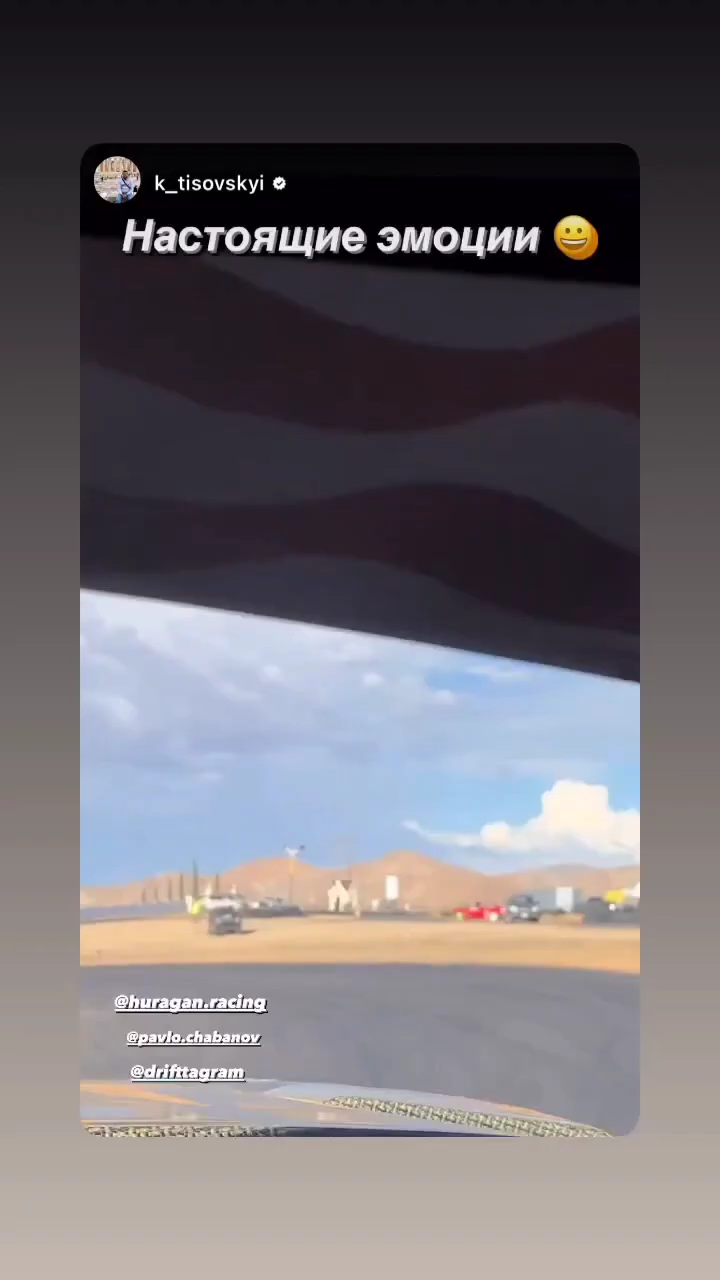 k_tisovskyi
Настоящие эмоции 😀
@huragan.racing
@pavlo.chabanov
@drifttagram